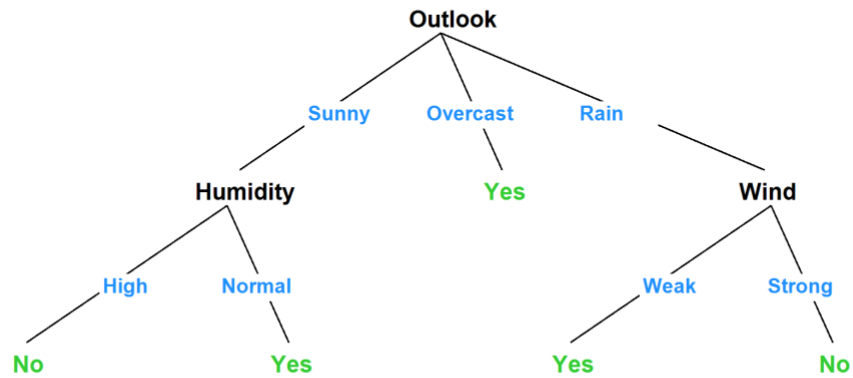 Outlook
Sunny Overcast Rain
Humidity Yes Wind
High Normal Weak Strong
No Yes Yes No